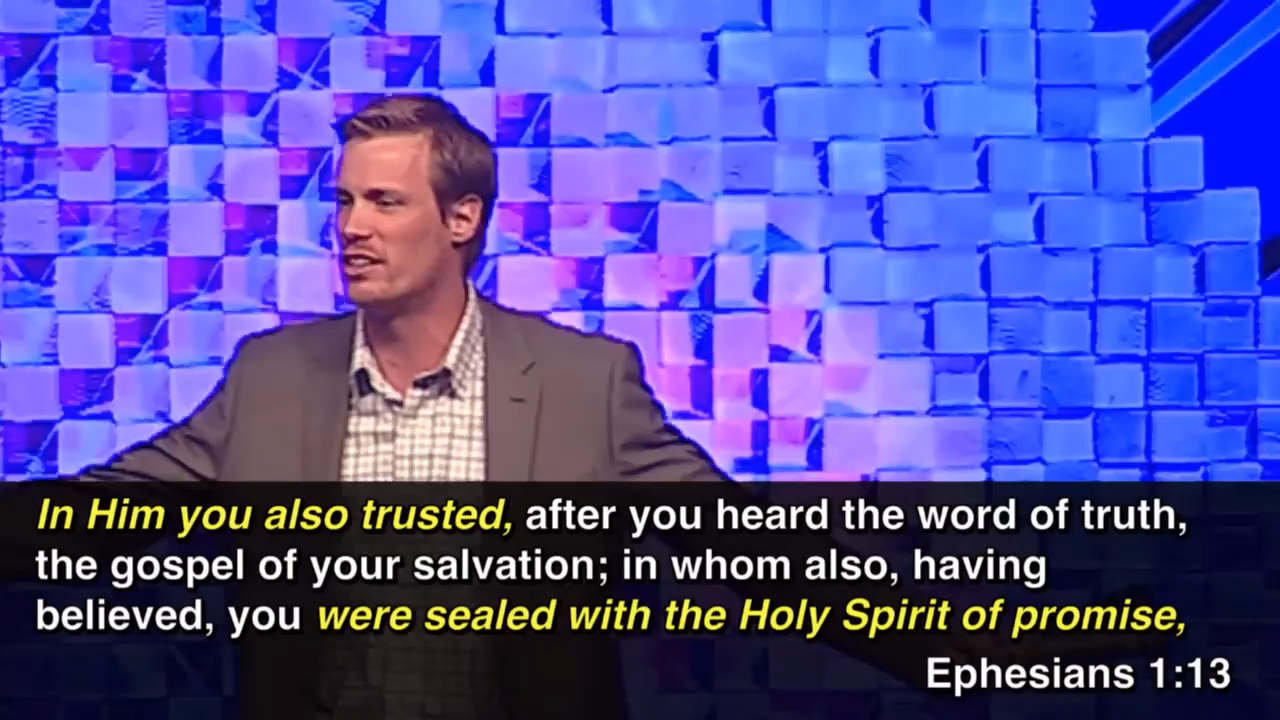 In Him you also trusted, after you heard the word of truth,
the gospel of your salvation; in whom also, having
believed, you were sealed with the Holy Spirit of promise,
Ephesians 1:13